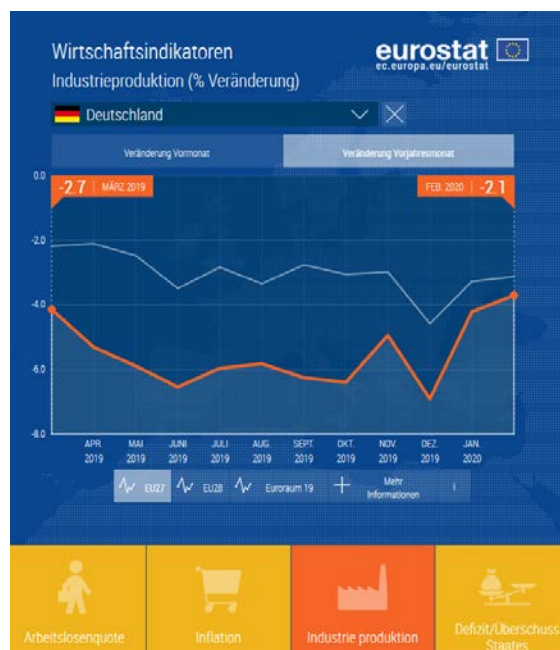 Wirtschaftsindikatoren
eurostat
ec.europa.eu/eurostat
Industrieproduktion (% Veränderung)
Deutschland
Veränderung Vormonat
Veränderung Vorjahresmonat
0.0
-2.7 | MÄRZ 2019
FEB. 2020 | -2.1
-2.0
-4.0
-6.0
-8.0
APR. MAI JUNI JULI AUG. SEPT. OKT. NOV. DEZ. JAN.
2019 2019 2019 2019 2019 2019 2019 2019 2019 2020
EU27 EU28 Euroraum 19 Mehr i
Informationen
Arbeitslosenquote
Inflation
Industrie produktion
Defizit/Überschuss
Staates